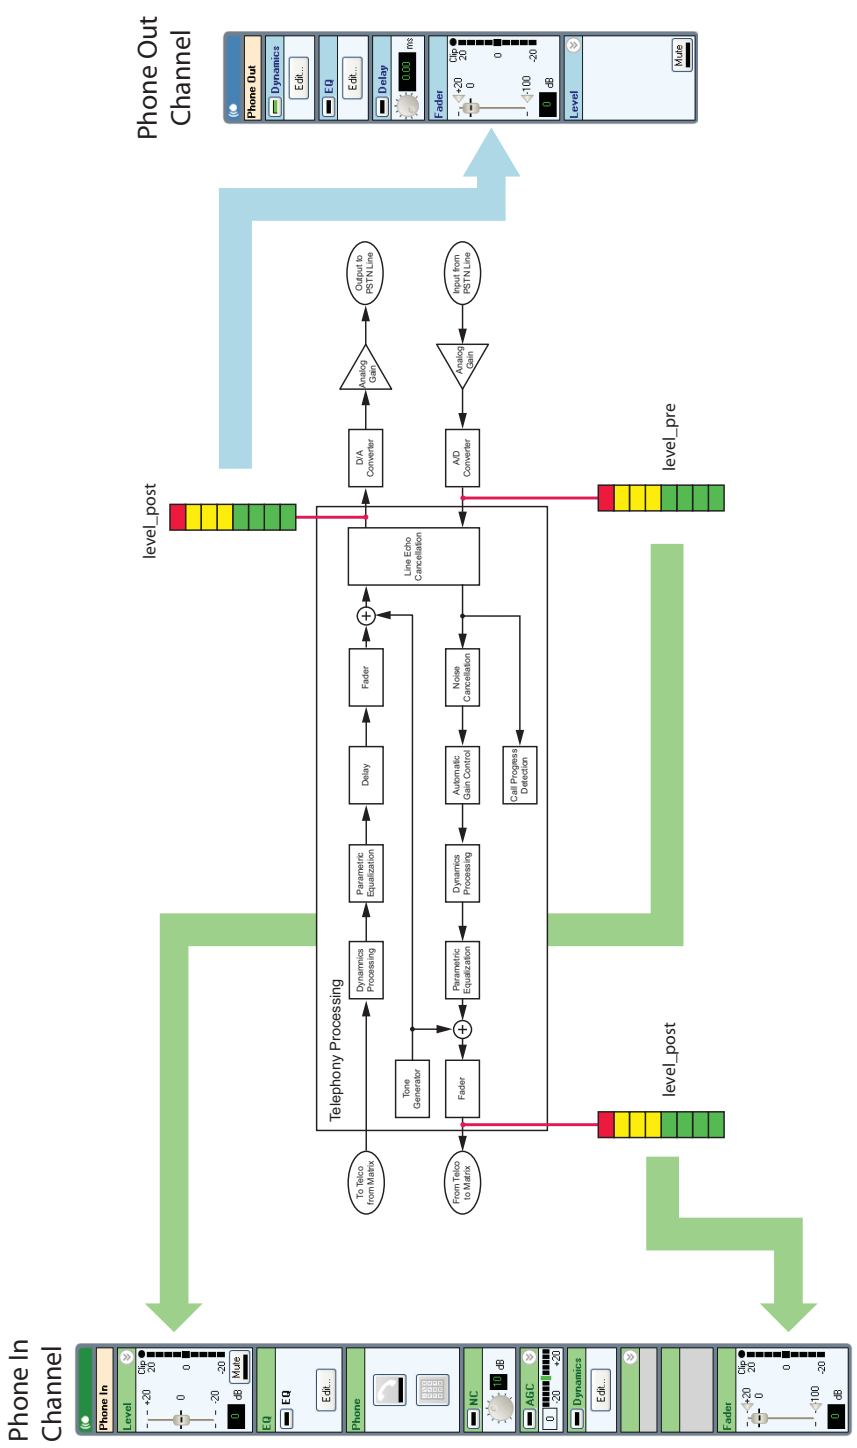 Phone Out
Channel
Phone Out
Dynamics
Edit...
EQ
Edit...
Delay
0.00
ms
Fader
+20
0
-100
0
dB
Clip
20
0
-20
Level
Mute
level_post
Output to
PSTN Line
Analog
Gain
D/A
Converter
Input from
PSTN Line
Analog
Gain
A/D
Converter
level_pre
Telephony Processing
To Telco
from Matrix
Dynamnics
Processing
Parametric
Equalization
Delay
Fader
+
Line Echo
Cancellation
Tone
Generator
Noise
Cancellation
Automatic
Gain Control
Call Progress
Detection
Dynamics
Processing
Parametric
Equalization
+
Fader
From Telco
to Matrix
level_post
Phone In
Channel
Phone In
Level
+20
0
-20
0
dB
Clip
20
0
-20
Mute
EQ
EQ
Edit...
Phone
NC
10
dB
AGC
0
-20
+20
Dynamics
Edit...
Fader
+20
0
-100
0
dB
Clip
20
0
-20